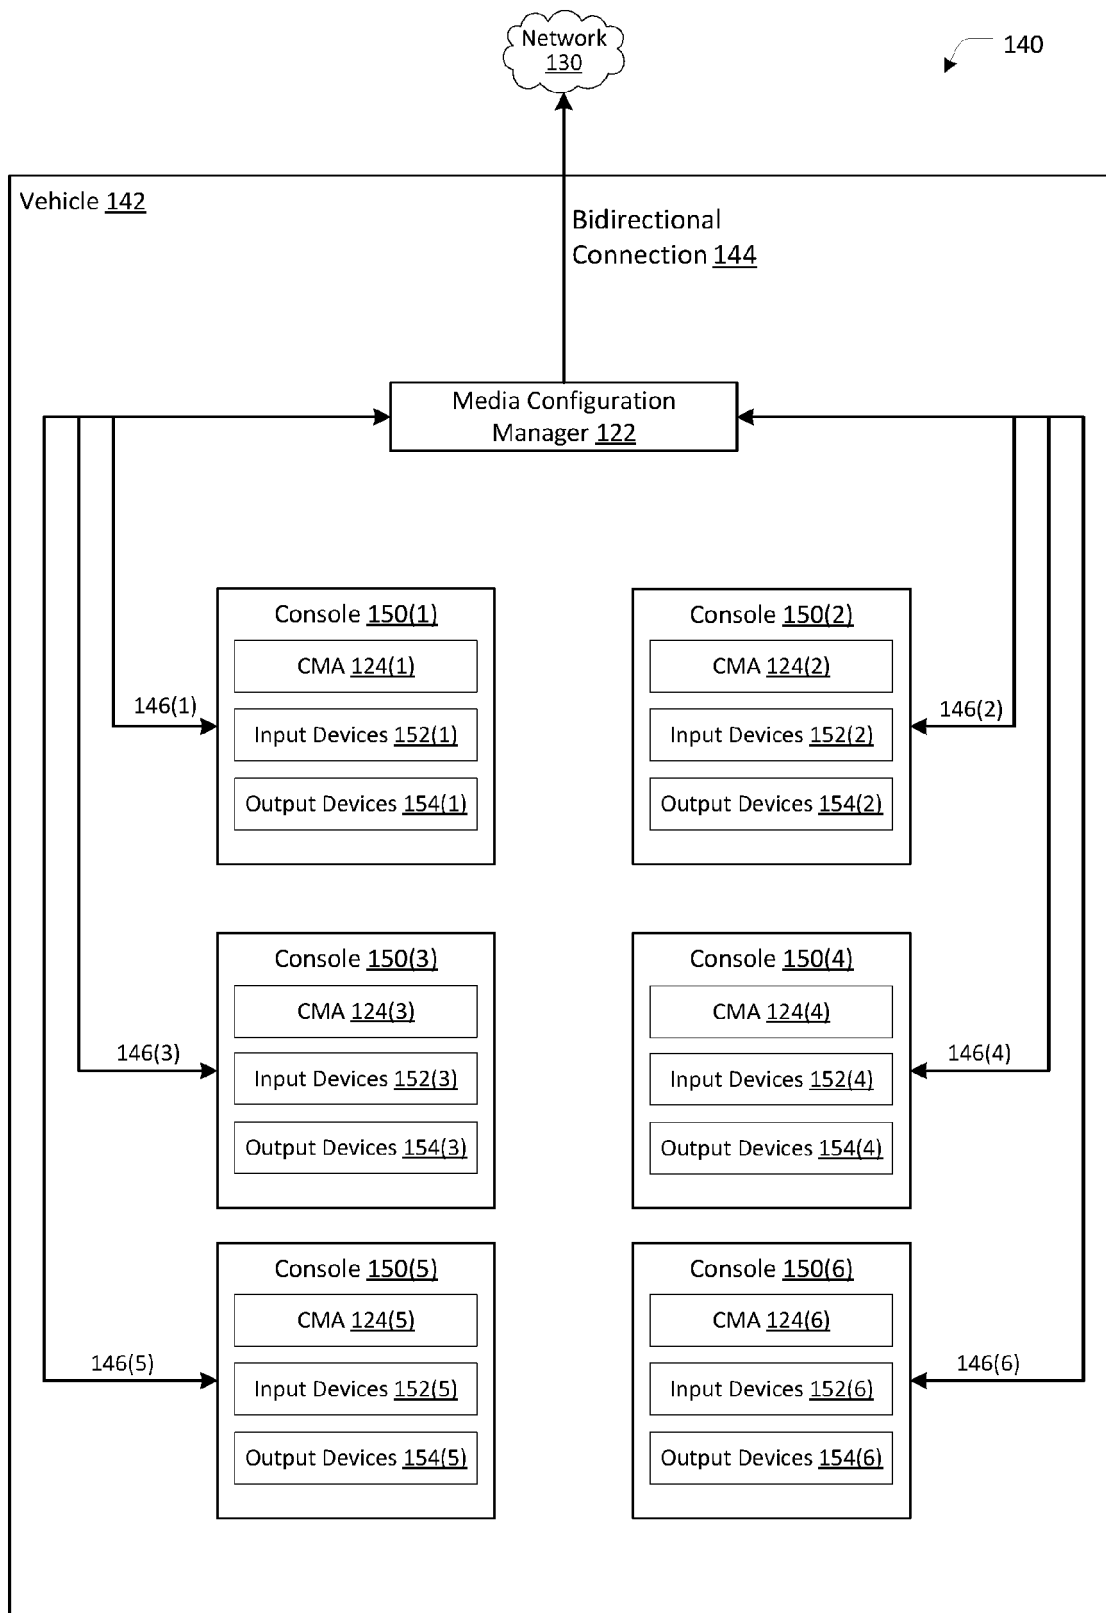 Network
130
140
Vehicle 142
Bidirectional
Connection 144
Media Configuration
Manager 122
Console 150(1)
CMA 124(1)
146(1)
Input Devices 152(1)
Output Devices 154(1)
Console 150(2)
CMA 124(2)
146(2)
Input Devices 152(2)
Output Devices 154(2)
Console 150(3)
CMA 124(3)
146(3)
Input Devices 152(3)
Output Devices 154(3)
Console 150(4)
CMA 124(4)
146(4)
Input Devices 152(4)
Output Devices 154(4)
Console 150(5)
CMA 124(5)
146(5)
Input Devices 152(5)
Output Devices 154(5)
Console 150(6)
CMA 124(6)
146(6)
Input Devices 152(6)
Output Devices 154(6)